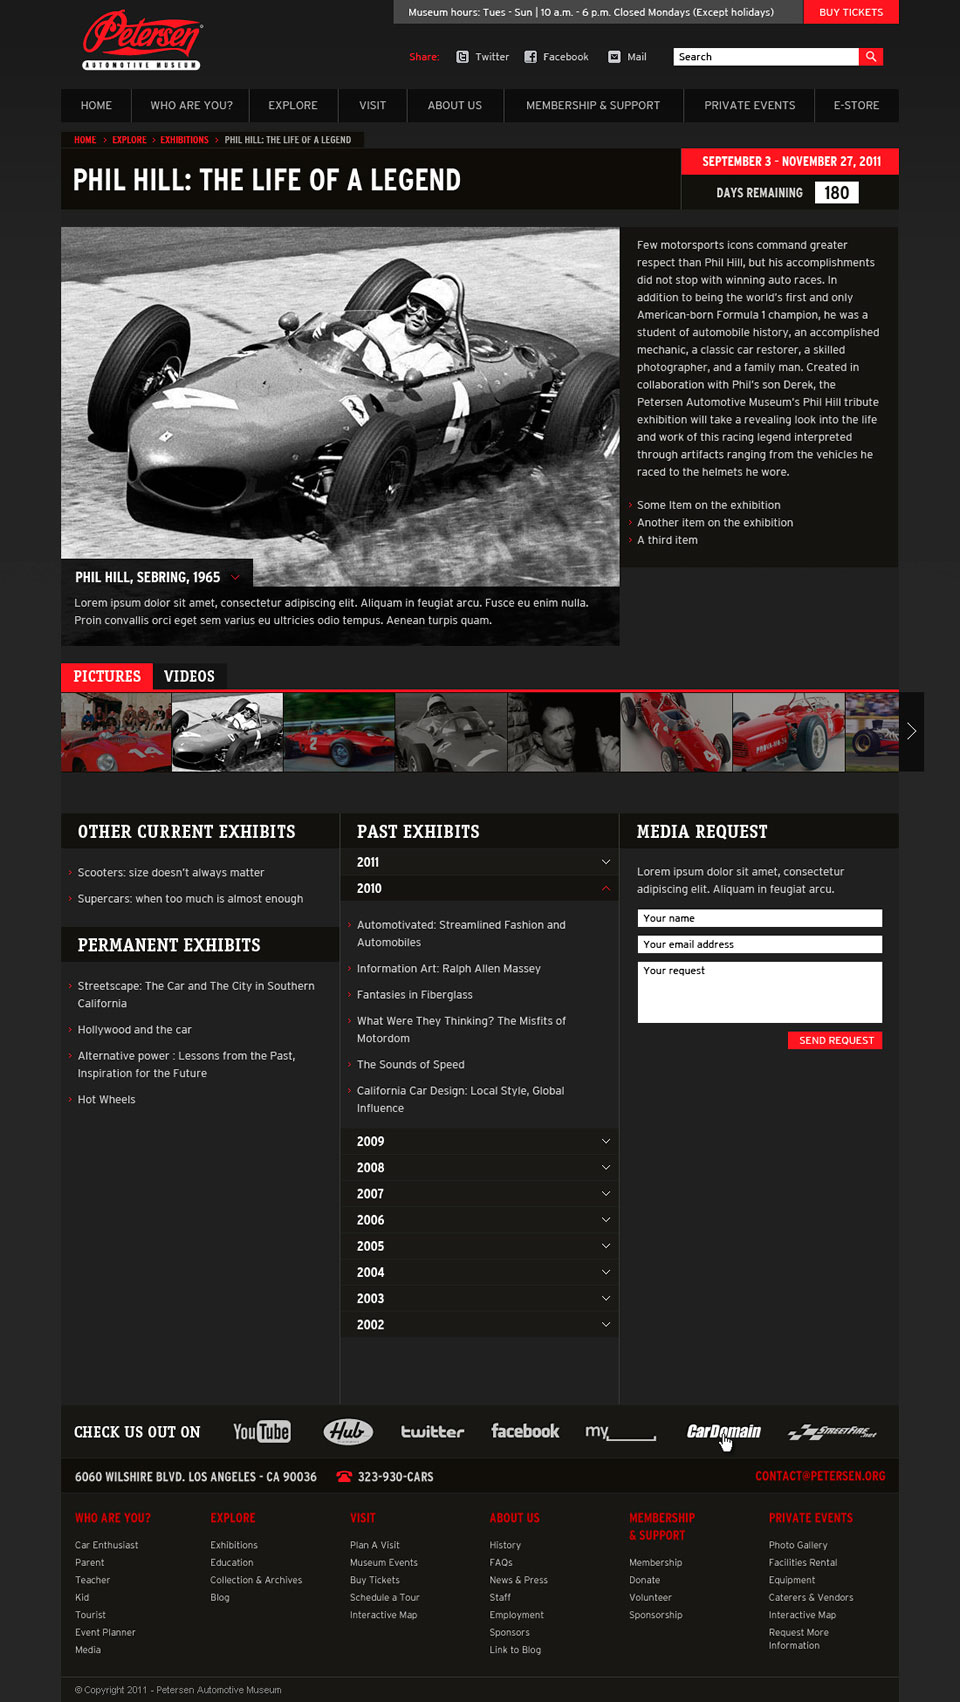 Petersen
AUTOMOTIVE MUSEUM
Museum hours: Tues - Sun | 10 a.m. - 6 p.m. Closed Mondays (Except holidays)
BUY TICKETS
Share:
Twitter
Facebook
Mail
Search
HOME
WHO ARE YOU?
EXPLORE
VISIT
ABOUT US
MEMBERSHIP & SUPPORT
PRIVATE EVENTS
E-STORE
HOME > EXPLORE > EXHIBITIONS > PHIL HILL: THE LIFE OF A LEGEND
PHIL HILL: THE LIFE OF A LEGEND
SEPTEMBER 3 - NOVEMBER 27, 2011
DAYS REMAINING 180
Few motorsports icons command greater
respect than Phil Hill, but his accomplishments
did not stop with winning auto races. In
addition to being the world's first and only
American-born Formula 1 champion, he was a
student of automobile history, an accomplished
mechanic, a classic car restorer, a skilled
photographer, and a family man. Created in
collaboration with Phil's son Derek, the
Petersen Automotive Museum's Phil Hill tribute
exhibition will take a revealing look into the life
and work of this racing legend interpreted
through artifacts ranging from the vehicles he
raced to the helmets he wore.
Some Item on the exhibition
Another item on the exhibition
A third item
PHIL HILL, SEBRING, 1965
Lorem ipsum dolor sit amet, consectetur adipiscing elit. Aliquam in feugiat arcu. Fusce eu enim nulla.
Proin convallis orci eget sem varius eu ultricies odio tempus. Aenean turpis quam.
PICTURES
VIDEOS
OTHER CURRENT EXHIBITS
Scooters: size doesn't always matter
Supercars: when too much is almost enough
PERMANENT EXHIBITS
Streetscape: The Car and The City in Southern
California
Hollywood and the car
Alternative power : Lessons from the Past,
Inspiration for the Future
Hot Wheels
PAST EXHIBITS
2011
2010
Automotivated: Streamlined Fashion and
Automobiles
Information Art: Ralph Allen Massey
Fantasies in Fiberglass
What Were They Thinking? The Misfits of
Motordom
The Sounds of Speed
California Car Design: Local Style, Global
Influence
2009
2008
2007
2006
2005
2004
2003
2002
MEDIA REQUEST
Lorem ipsum dolor sit amet, consectetur
adipiscing elit. Aliquam in feugiat arcu.
Your name
Your email address
Your request
SEND REQUEST
CHECK US OUT ON
YouTube
Hub
twitter
facebook
my
CarDomain
StreetFire.net
6060 WILSHIRE BLVD. LOS ANGELES - CA 90036
323-930-CARS
CONTACT@PETERSEN.ORG
WHO ARE YOU?
Car Enthusiast
Parent
Teacher
Kid
Tourist
Event Planner
Media
EXPLORE
Exhibitions
Education
Collection & Archives
Blog
VISIT
Plan A Visit
Museum Events
Buy Tickets
Schedule a Tour
Interactive Map
ABOUT US
History
FAQs
News & Press
Staff
Employment
Sponsors
Link to Blog
MEMBERSHIP
& SUPPORT
Membership
Donate
Volunteer
Sponsorship
PRIVATE EVENTS
Photo Gallery
Facilities Rental
Equipment
Caterers & Vendors
Interactive Map
Request More
Information
© Copyright 2011 - Petersen Automotive Museum